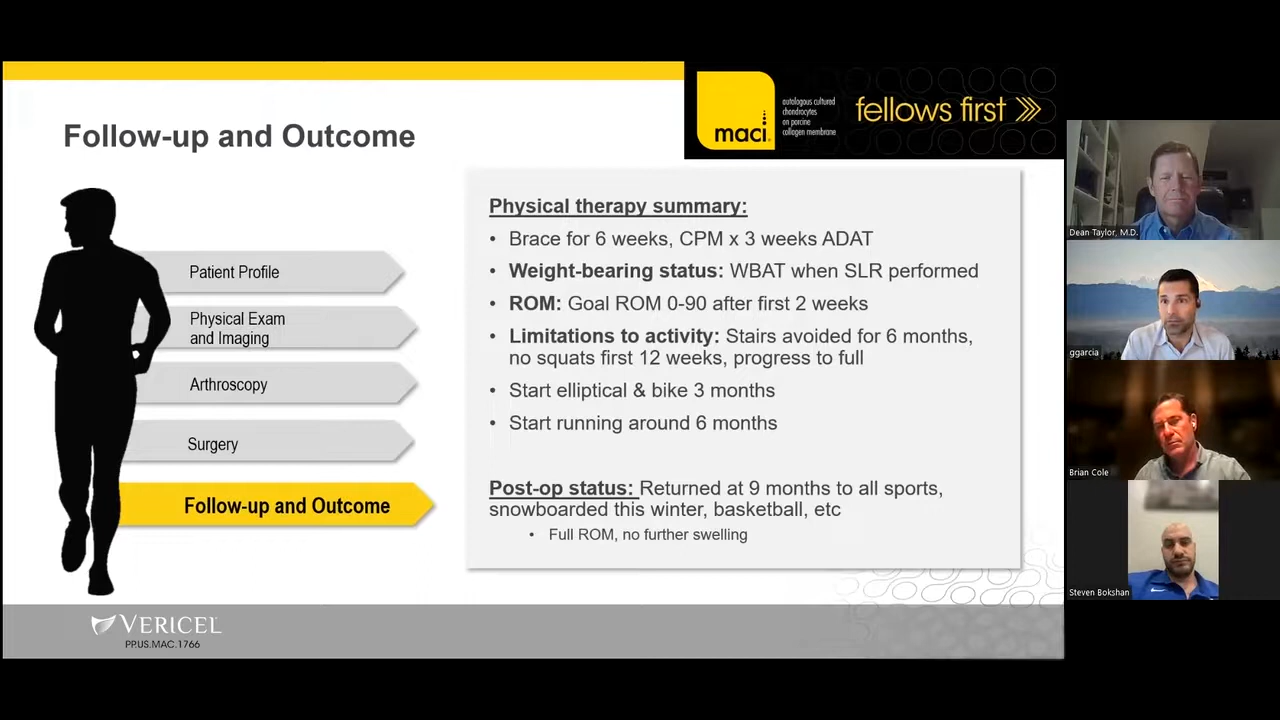 maci
autologous cultured
chondrocytes
on porcine
collagen membrane
fellows first
Follow-up and Outcome
Patient Profile
Physical Exam
and Imaging
Arthroscopy
Surgery
Follow-up and Outcome
Physical therapy summary:
• Brace for 6 weeks, CPM x 3 weeks ADAT
• Weight-bearing status: WBAT when SLR performed
• ROM: Goal ROM 0-90 after first 2 weeks
• Limitations to activity: Stairs avoided for 6 months,
no squats first 12 weeks, progress to full
• Start elliptical & bike 3 months
• Start running around 6 months
Post-op status: Returned at 9 months to all sports,
snowboarded this winter, basketball, etc
• Full ROM, no further swelling
VERICEL
PP.US.MAC.1766
Dean Taylor, M.D.
ggarcia
Brian Cole
Steven Bokshan